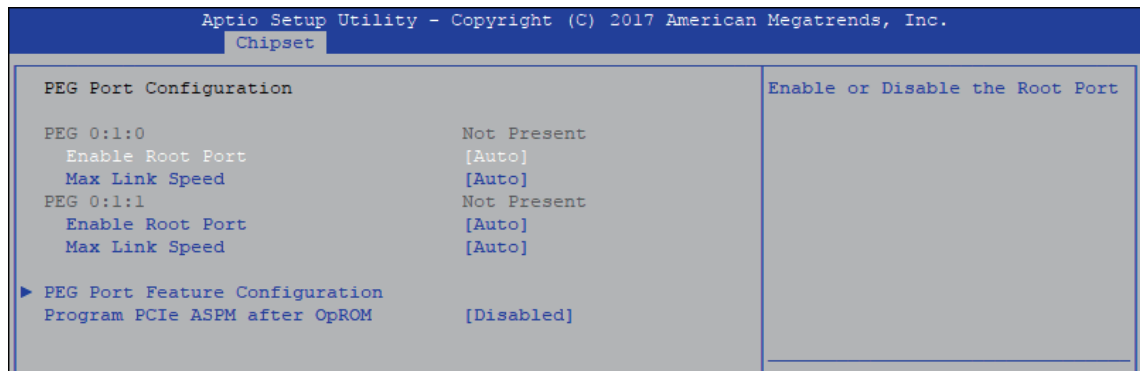 Aptio Setup Utility - Copyright (C) 2017 American Megatrends, Inc.
Chipset
PEG Port Configuration
Enable or Disable the Root Port
PEG 0:1:0 Not Present
Enable Root Port [Auto]
Max Link Speed [Auto]
PEG 0:1:1 Not Present
Enable Root Port [Auto]
Max Link Speed [Auto]
► PEG Port Feature Configuration
Program PCIe ASPM after OpROM [Disabled]